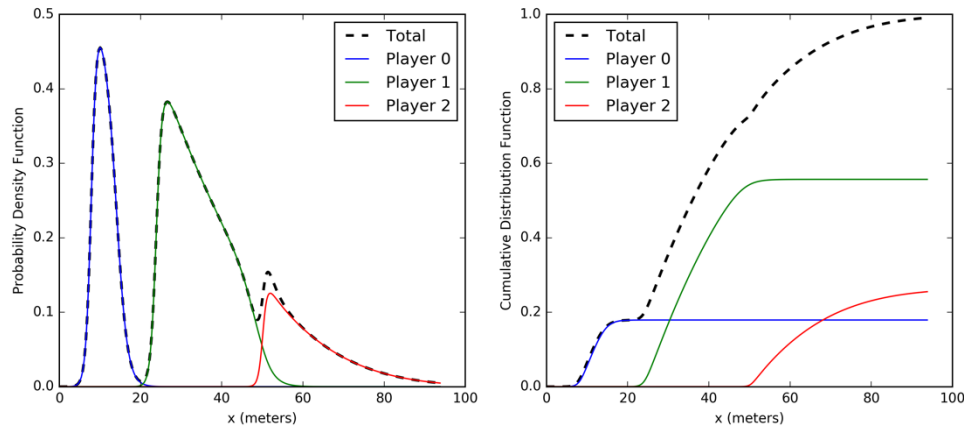 0.5
0.4
0.3
0.2
0.1
0.0
Probability Density Function
0 20 40 60 80 100
x (meters)
Total
Player 0
Player 1
Player 2
1.0
0.8
0.6
0.4
0.2
0.0
Cumulative Distribution Function
0 20 40 60 80 100
x (meters)
Total
Player 0
Player 1
Player 2